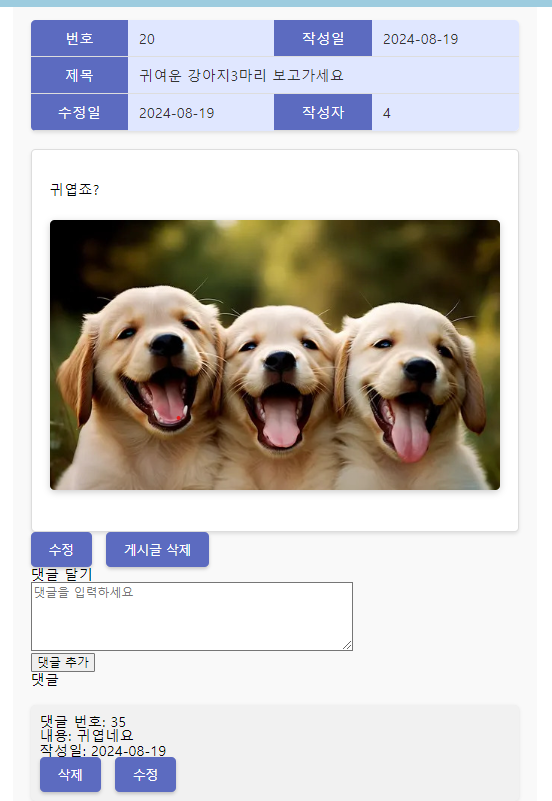 번호 20 작성일 2024-08-19
제목 귀여운 강아지3마리 보고가세요
수정일 2024-08-19 작성자 4
귀엽죠?
수정 게시글 삭제
댓글 달기
댓글을 입력하세요
댓글 추가
댓글
댓글 번호: 35
내용: 귀엽네요
작성일: 2024-08-19
삭제 수정